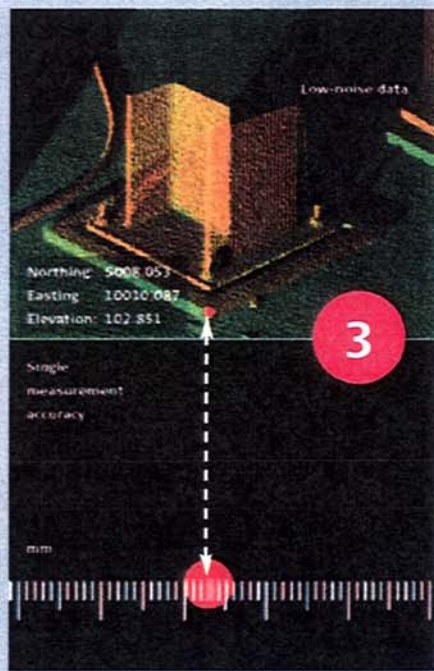 Low-noise data
Northing: 5008.053
Easting 10010.087
Elevation: 102.851
3
Single
measurement
accuracy
mm